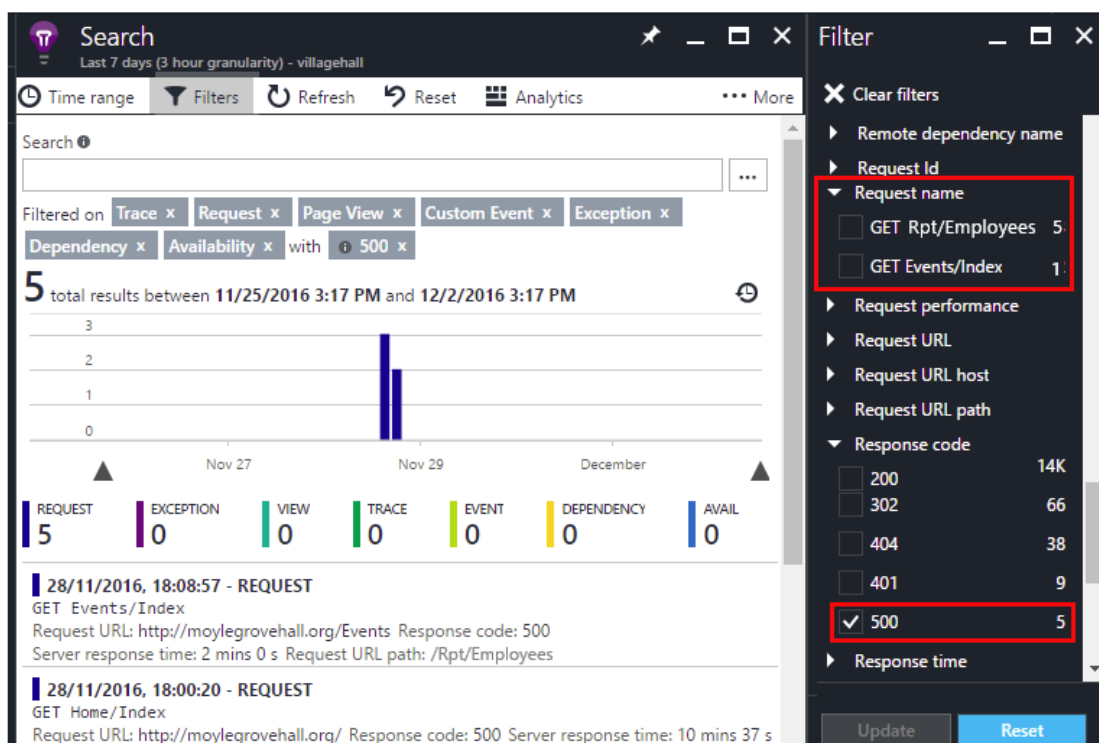 Search
Last 7 days (3 hour granularity) - villagehall
Time range Filters Refresh Reset Analytics ··· More
Search
...
Filtered on Trace x Request x Page View x Custom Event x Exception x
Dependency x Availability x with 500 x
5 total results between 11/25/2016 3:17 PM and 12/2/2016 3:17 PM
3
2
1
0
Nov 27 Nov 29 December
REQUEST EXCEPTION VIEW TRACE EVENT DEPENDENCY AVAIL
5 0 0 0 0 0 0
28/11/2016, 18:08:57 - REQUEST
GET Events/Index
Request URL: http://moylegrovehall.org/Events Response code: 500
Server response time: 2 mins 0 s Request URL path: /Rpt/Employees
28/11/2016, 18:00:20 - REQUEST
GET Home/Index
Request URL: http://moylegrovehall.org/ Response code: 500 Server response time: 10 mins 37 s
Filter
Clear filters
Remote dependency name
Request Id
Request name
GET Rpt/Employees 5
GET Events/Index 1
Request performance
Request URL
Request URL host
Request URL path
Response code
200 14K
302 66
404 38
401 9
500 5
Response time
Update Reset